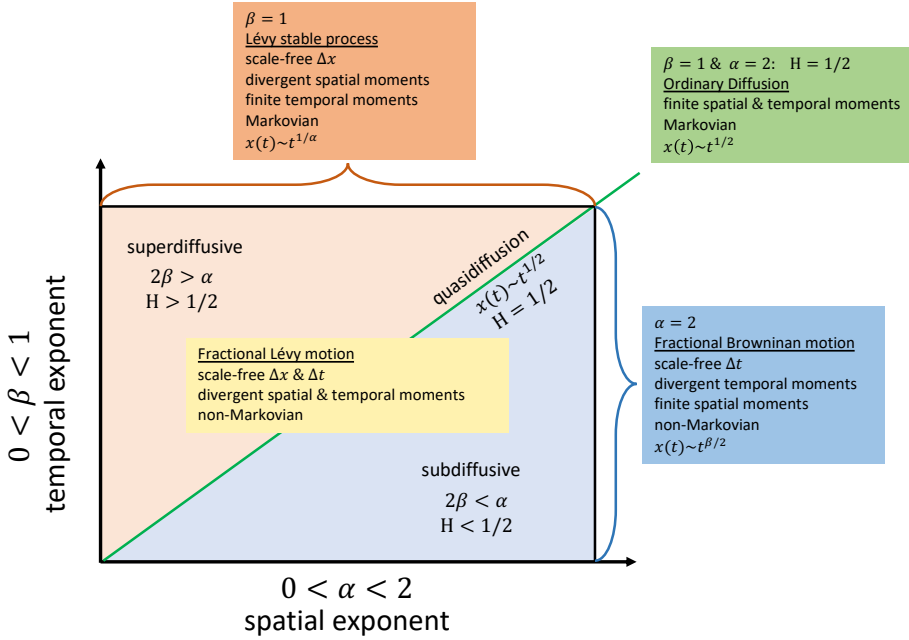 β = 1
Lévy stable process
scale-free Δx
divergent spatial moments
finite temporal moments
Markovian
x(t)~t^{1/α}
β = 1 & α = 2: H = 1/2
Ordinary Diffusion
finite spatial & temporal moments
Markovian
x(t)~t^{1/2}
superdiffusive
2β > α
H > 1/2
quasidiffusion
x(t)~t^{1/2}
H = 1/2
α = 2
Fractional Browninan motion
scale-free Δt
divergent temporal moments
finite spatial moments
non-Markovian
x(t)~t^{β/2}
Fractional Lévy motion
scale-free Δx & Δt
divergent spatial & temporal moments
non-Markovian
subdiffusive
2β < α
H < 1/2
0 < β < 1
temporal exponent
0 < α < 2
spatial exponent